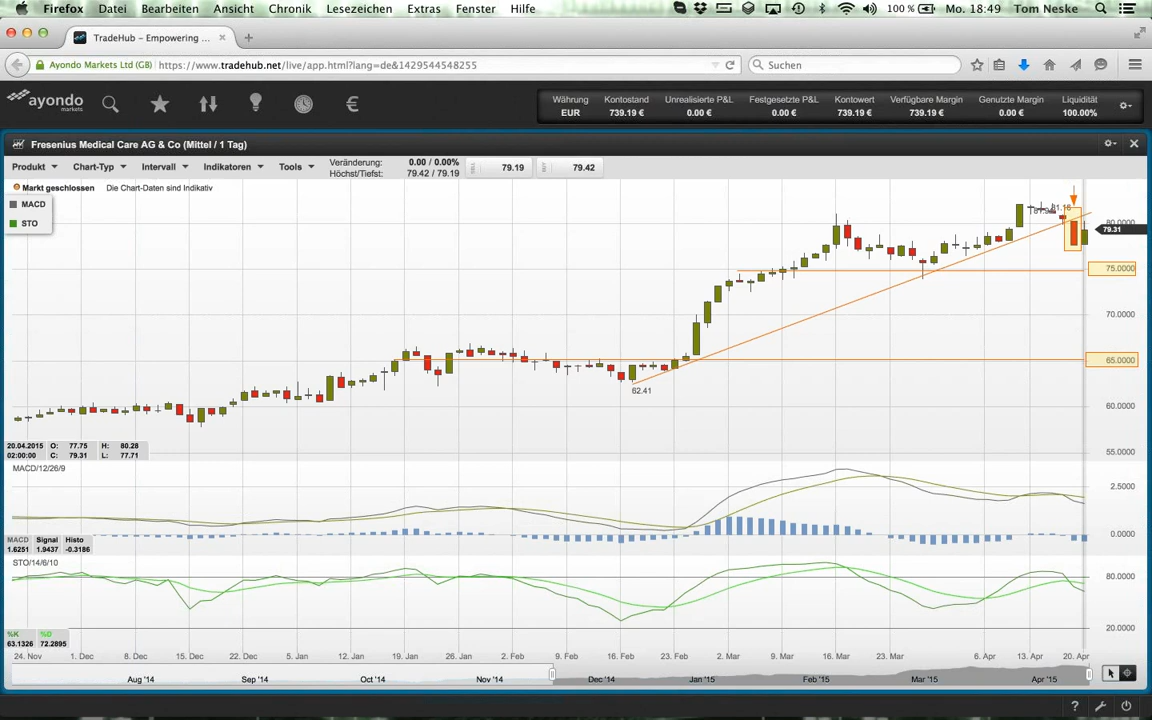 Firefox Datei Bearbeiten Ansicht Chronik Lesezeichen Extras Fenster Hilfe 100 % Mo. 18:49 Tom Neske
TradeHub – Empowering ...
Ayondo Markets Ltd (GB) https://www.tradehub.net/live/app.html?lang=de&1429544548255 Suchen
ayondo markets
Währung Kontostand Unrealisierte P&L Festgesetzte P&L Kontowert Verfügbare Margin Genutzte Margin Liquidität
EUR 739.19 € 0.00 € 0.00 € 739.19 € 739.19 € 0.00 € 100.00%
Fresenius Medical Care AG & Co (Mittel / 1 Tag)
Produkt Chart-Typ Intervall Indikatoren Tools
Veränderung: 0.00 / 0.00%
Höchst/Tiefst: 79.42 / 79.19
SELL 79.19 BUY 79.42
Markt geschlossen Die Chart-Daten sind Indikativ
MACD
STO
80.0000
79.31
75.0000
70.0000
65.0000
62.41
60.0000
55.0000
20.04.2015 O: 77.75 H: 80.28
02:00:00 C: 79.31 L: 77.71
MACD/12/26/9
2.5000
0.0000
MACD Signal Histo
1.6251 1.9437 -0.3186
STO/14/6/10
80.0000
20.0000
%K %D
63.1326 72.2895
24. Nov 1. Dec 8. Dec 15. Dec 22. Dec 5. Jan 12. Jan 19. Jan 26. Jan 2. Feb 9. Feb 16. Feb 23. Feb 2. Mar 9. Mar 16. Mar 23. Mar 6. Apr 13. Apr 20. Apr
Aug '14 Sep '14 Oct '14 Nov '14 Dec '14 Jan '15 Feb '15 Mar '15 Apr '15